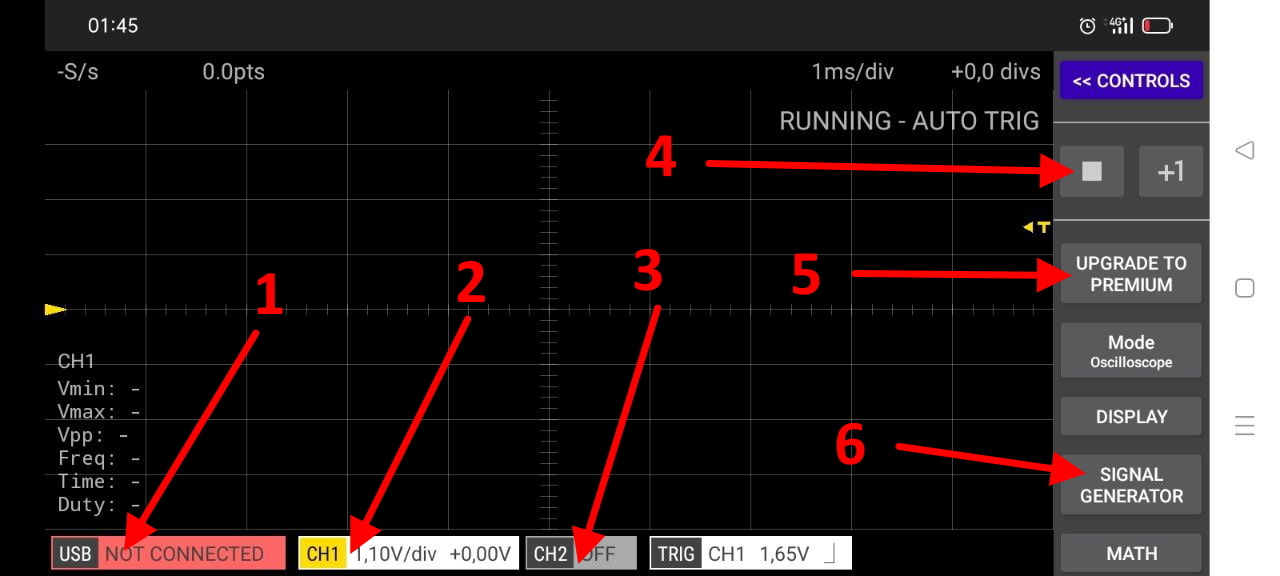 01:45
4G+
-S/s 0.0pts 1ms/div +0,0 divs
<< CONTROLS
RUNNING - AUTO TRIG
4
+1
T
1 2 3 5
UPGRADE TO
PREMIUM
Mode
Oscilloscope
CH1
Vmin: -
Vmax: -
Vpp: -
Freq: -
Time: -
Duty: -
DISPLAY
6
SIGNAL
GENERATOR
USB NOT CONNECTED CH1 1,10V/div +0,00V CH2 OFF TRIG CH1 1,65V
MATH